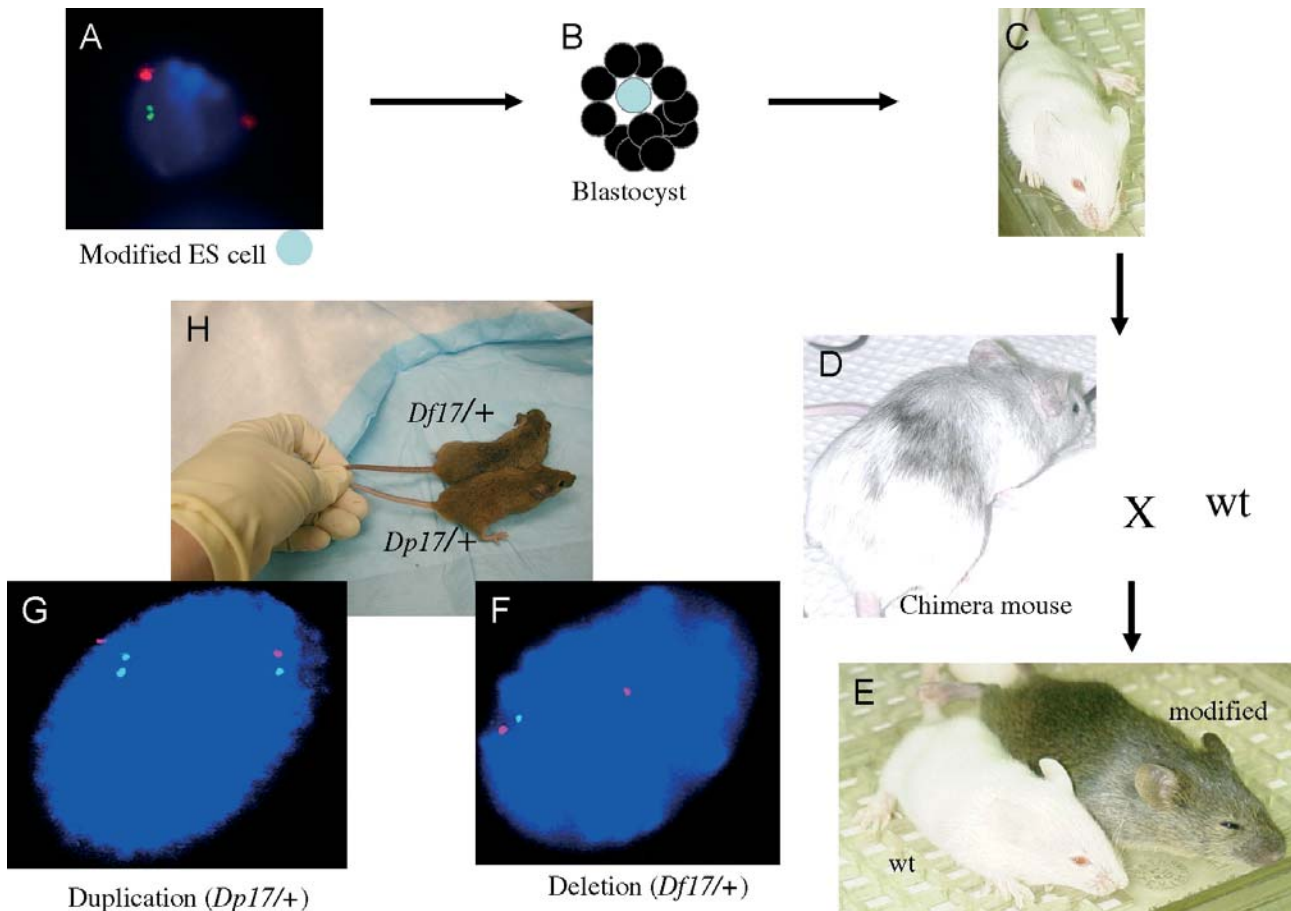 A
B
C
Blastocyst
Modified ES cell
H
Df17/+
Dp17/+
D
X
wt
Chimera mouse
G
F
E
modified
wt
Duplication (Dp17/+)
Deletion (Df17/+)